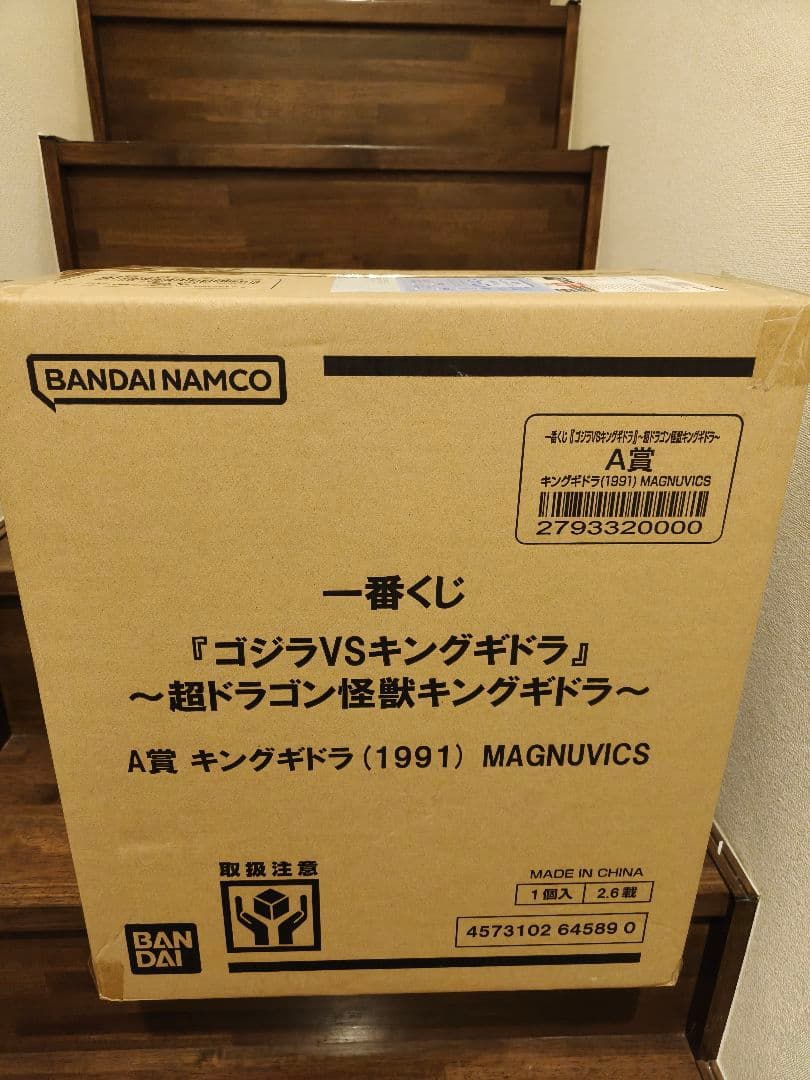 BANDAI NAMCO
一番くじ『ゴジラVSキングギドラ』~超ドラゴン怪獣キングギドラ~
A賞
キングギドラ(1991) MAGNUVICS
2793320000
一番くじ
『ゴジラVSキングギドラ』
~超ドラゴン怪獣キングギドラ~
A賞 キングギドラ(1991) MAGNUVICS
取扱注意
MADE IN CHINA
1個入 2.6載
4573102 64589 0
BAN
DAI